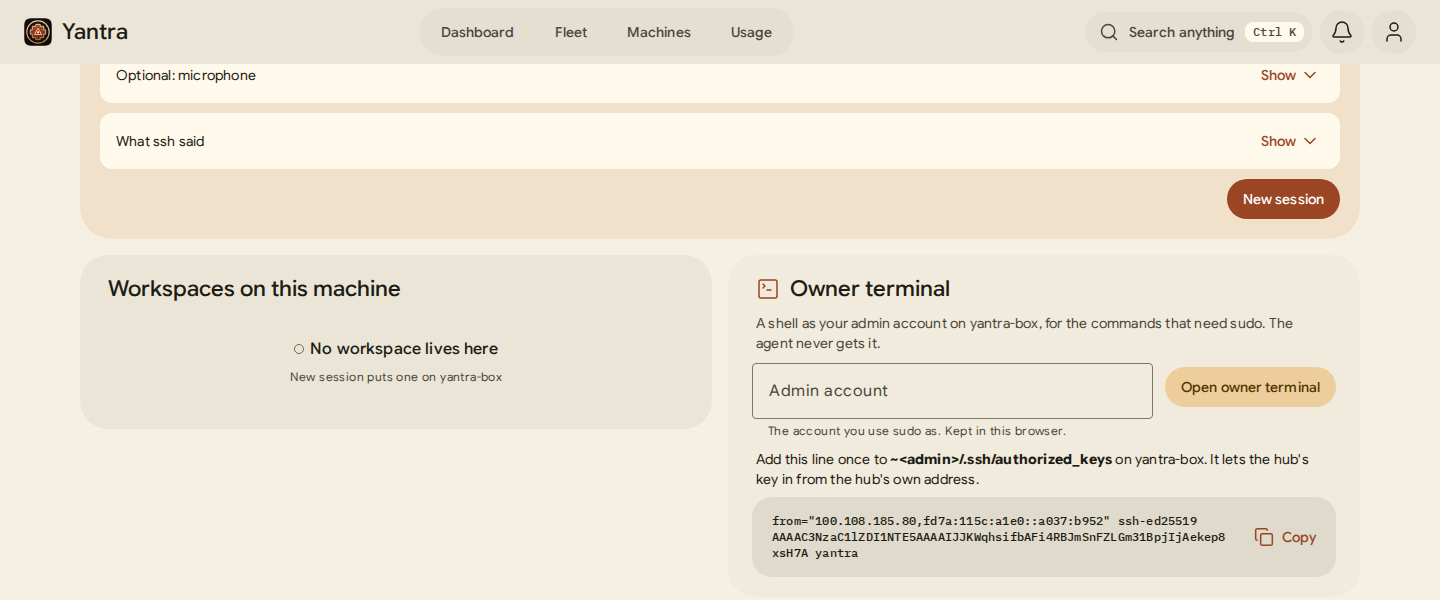 Yantra
Dashboard
Fleet
Machines
Usage
Search anything
Ctrl K
Optional: microphone
Show
What ssh said
Show
New session
Workspaces on this machine
No workspace lives here
New session puts one on yantra-box
Owner terminal
A shell as your admin account on yantra-box, for the commands that need sudo. The
agent never gets it.
Admin account
Open owner terminal
The account you use sudo as. Kept in this browser.
Add this line once to ~<admin>/.ssh/authorized_keys on yantra-box. It lets the hub's
key in from the hub's own address.
from="100.108.185.80,fd7a:115c:a1e0::a037:b952" ssh-ed25519
AAAAC3NzaC1lZDI1NTE5AAAAIJJKWqhsifbAFi4RBJmSnFZLGm31BpjIjAekep8
xsH7A yantra
Copy